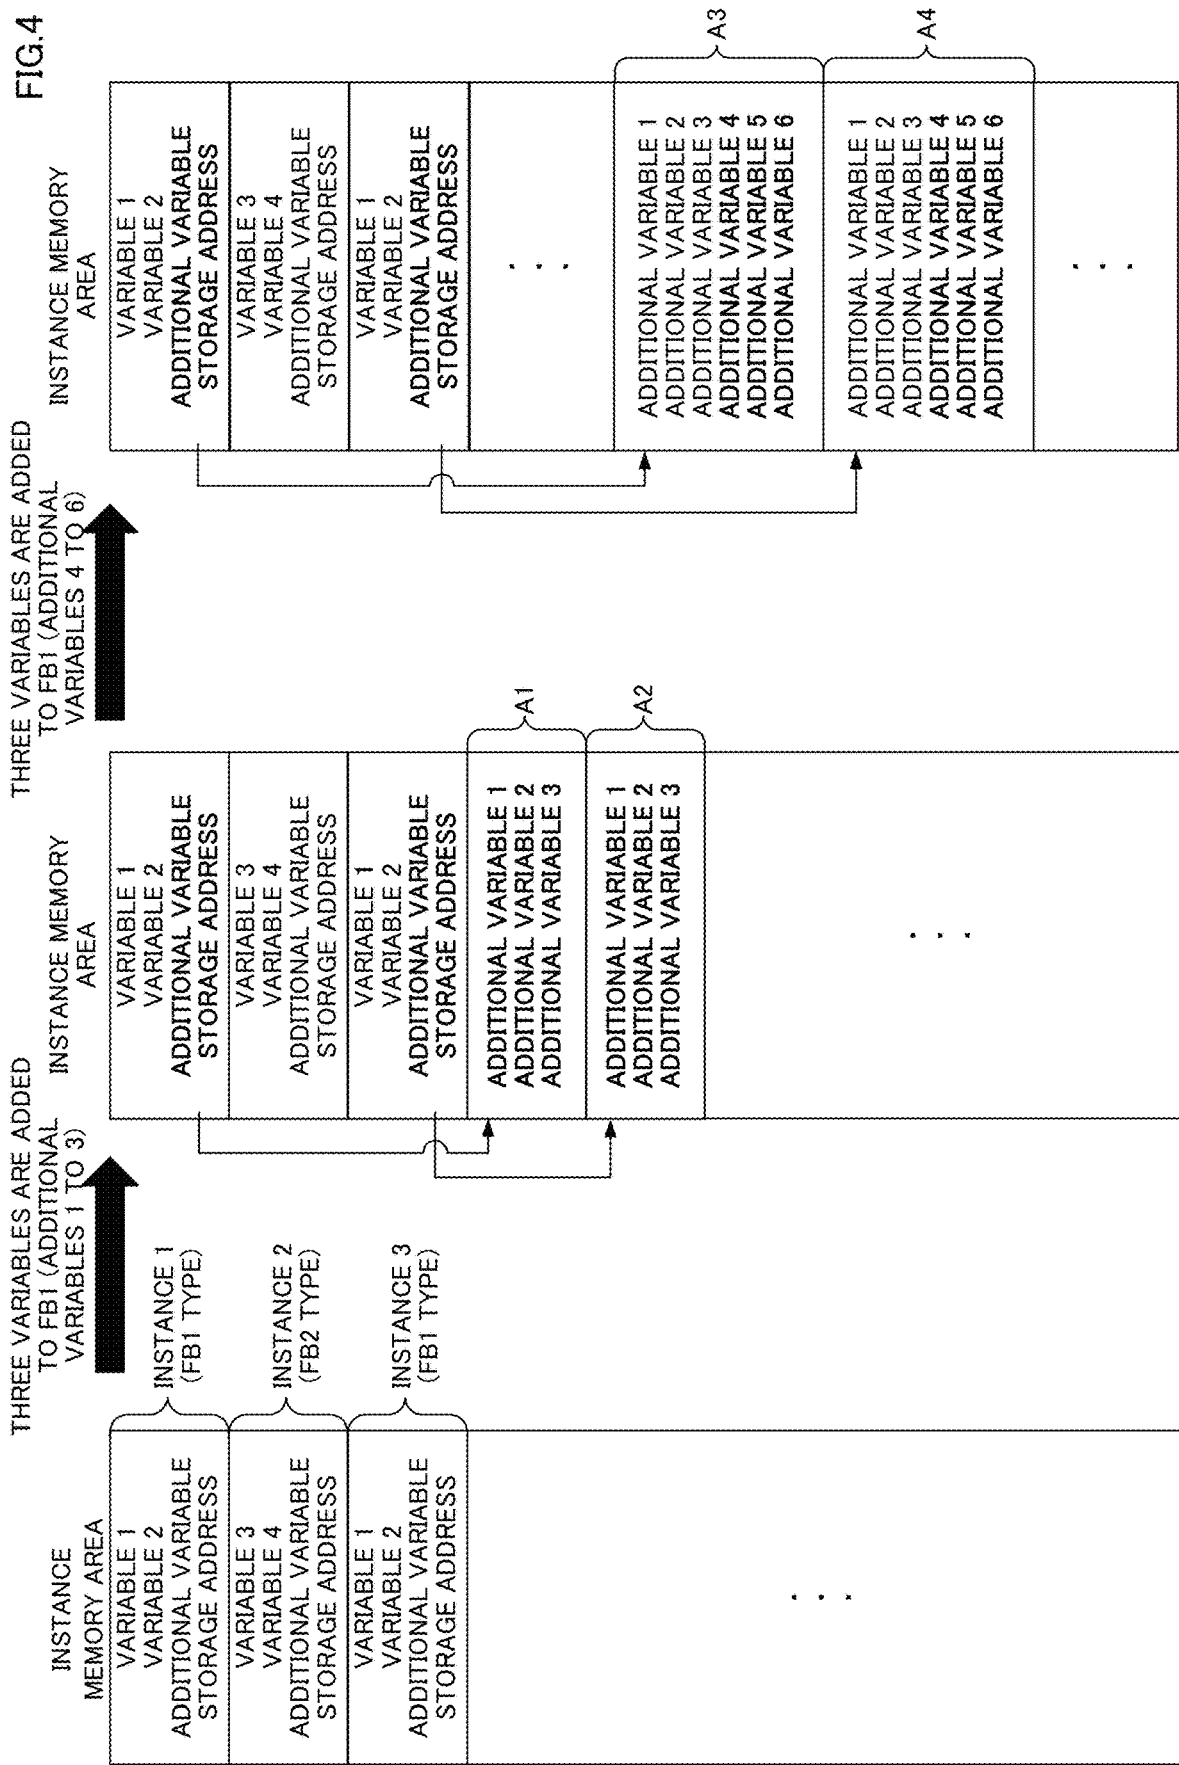 FIG.4
INSTANCE
MEMORY AREA
VARIABLE 1
VARIABLE 2
ADDITIONAL VARIABLE
STORAGE ADDRESS
VARIABLE 3
VARIABLE 4
ADDITIONAL VARIABLE
STORAGE ADDRESS
VARIABLE 1
VARIABLE 2
ADDITIONAL VARIABLE
STORAGE ADDRESS
. . .
INSTANCE 1
(FB1 TYPE)
INSTANCE 2
(FB2 TYPE)
INSTANCE 3
(FB1 TYPE)
THREE VARIABLES ARE ADDED
TO FB1 (ADDITIONAL
VARIABLES 1 TO 3)
INSTANCE MEMORY
AREA
VARIABLE 1
VARIABLE 2
ADDITIONAL VARIABLE
STORAGE ADDRESS
VARIABLE 3
VARIABLE 4
ADDITIONAL VARIABLE
STORAGE ADDRESS
VARIABLE 1
VARIABLE 2
ADDITIONAL VARIABLE
STORAGE ADDRESS
ADDITIONAL VARIABLE 1
ADDITIONAL VARIABLE 2
ADDITIONAL VARIABLE 3
A1
ADDITIONAL VARIABLE 1
ADDITIONAL VARIABLE 2
ADDITIONAL VARIABLE 3
A2
. . .
THREE VARIABLES ARE ADDED
TO FB1 (ADDITIONAL
VARIABLES 4 TO 6)
INSTANCE MEMORY
AREA
VARIABLE 1
VARIABLE 2
ADDITIONAL VARIABLE
STORAGE ADDRESS
VARIABLE 3
VARIABLE 4
ADDITIONAL VARIABLE
STORAGE ADDRESS
VARIABLE 1
VARIABLE 2
ADDITIONAL VARIABLE
STORAGE ADDRESS
. . .
ADDITIONAL VARIABLE 1
ADDITIONAL VARIABLE 2
ADDITIONAL VARIABLE 3
ADDITIONAL VARIABLE 4
ADDITIONAL VARIABLE 5
ADDITIONAL VARIABLE 6
A3
ADDITIONAL VARIABLE 1
ADDITIONAL VARIABLE 2
ADDITIONAL VARIABLE 3
ADDITIONAL VARIABLE 4
ADDITIONAL VARIABLE 5
ADDITIONAL VARIABLE 6
A4
. . .